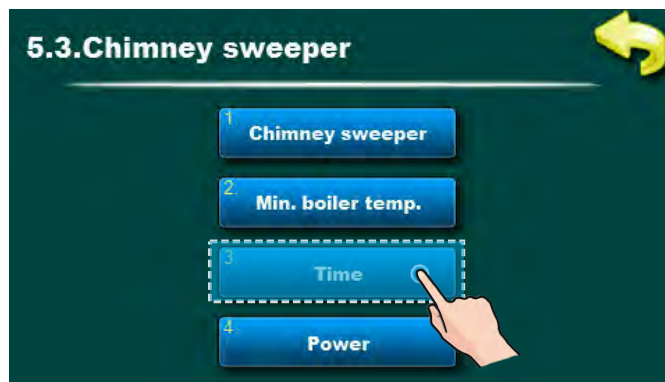 5.3.Chimney sweeper
1.
Chimney sweeper
2.
Min. boiler temp.
3
Time
4.
Power